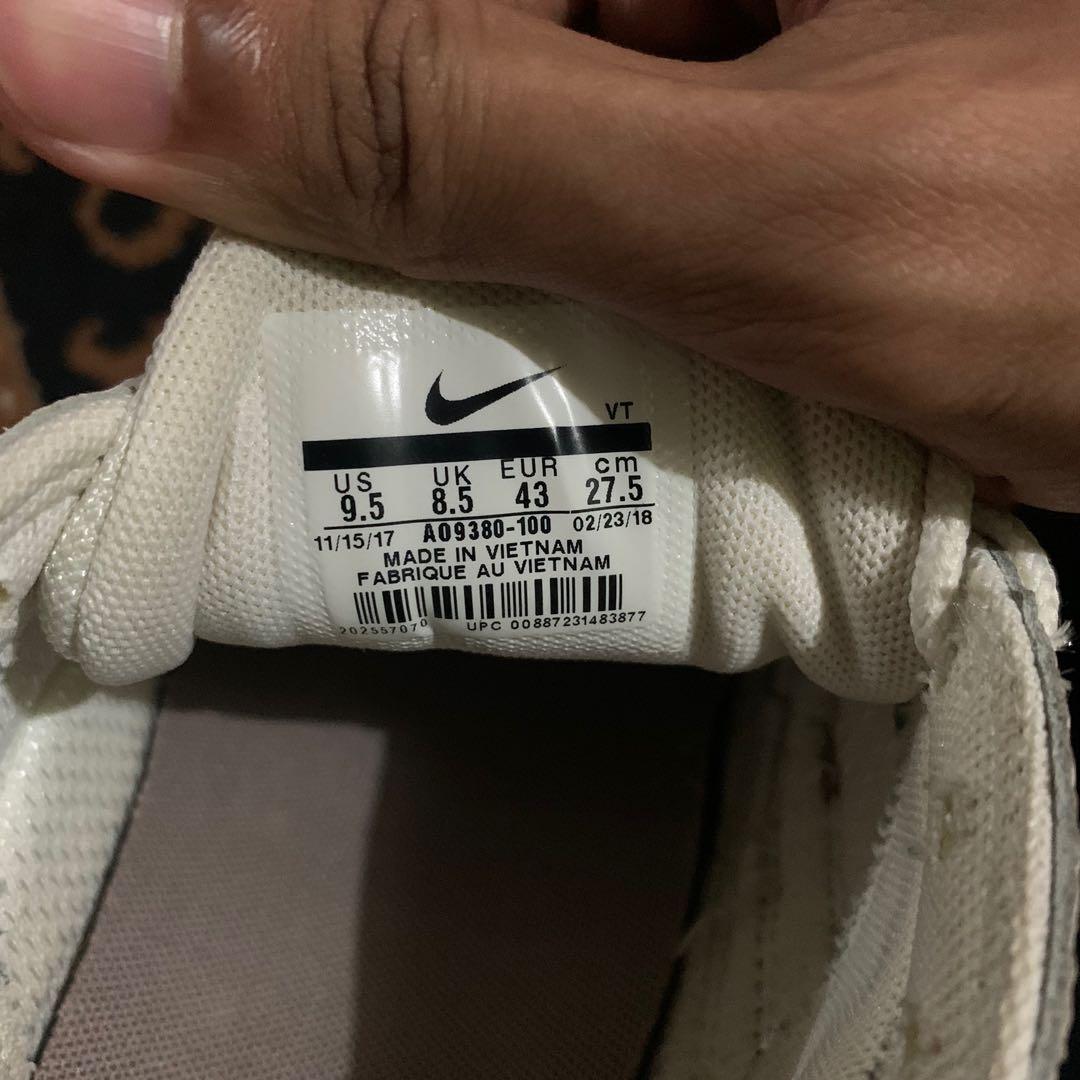 VT
US UK EUR cm
9.5 8.5 43 27.5
11/15/17 AO9380-100 02/23/18
MADE IN VIETNAM
FABRIQUE AU VIETNAM
202557070 UPC 00887231483877